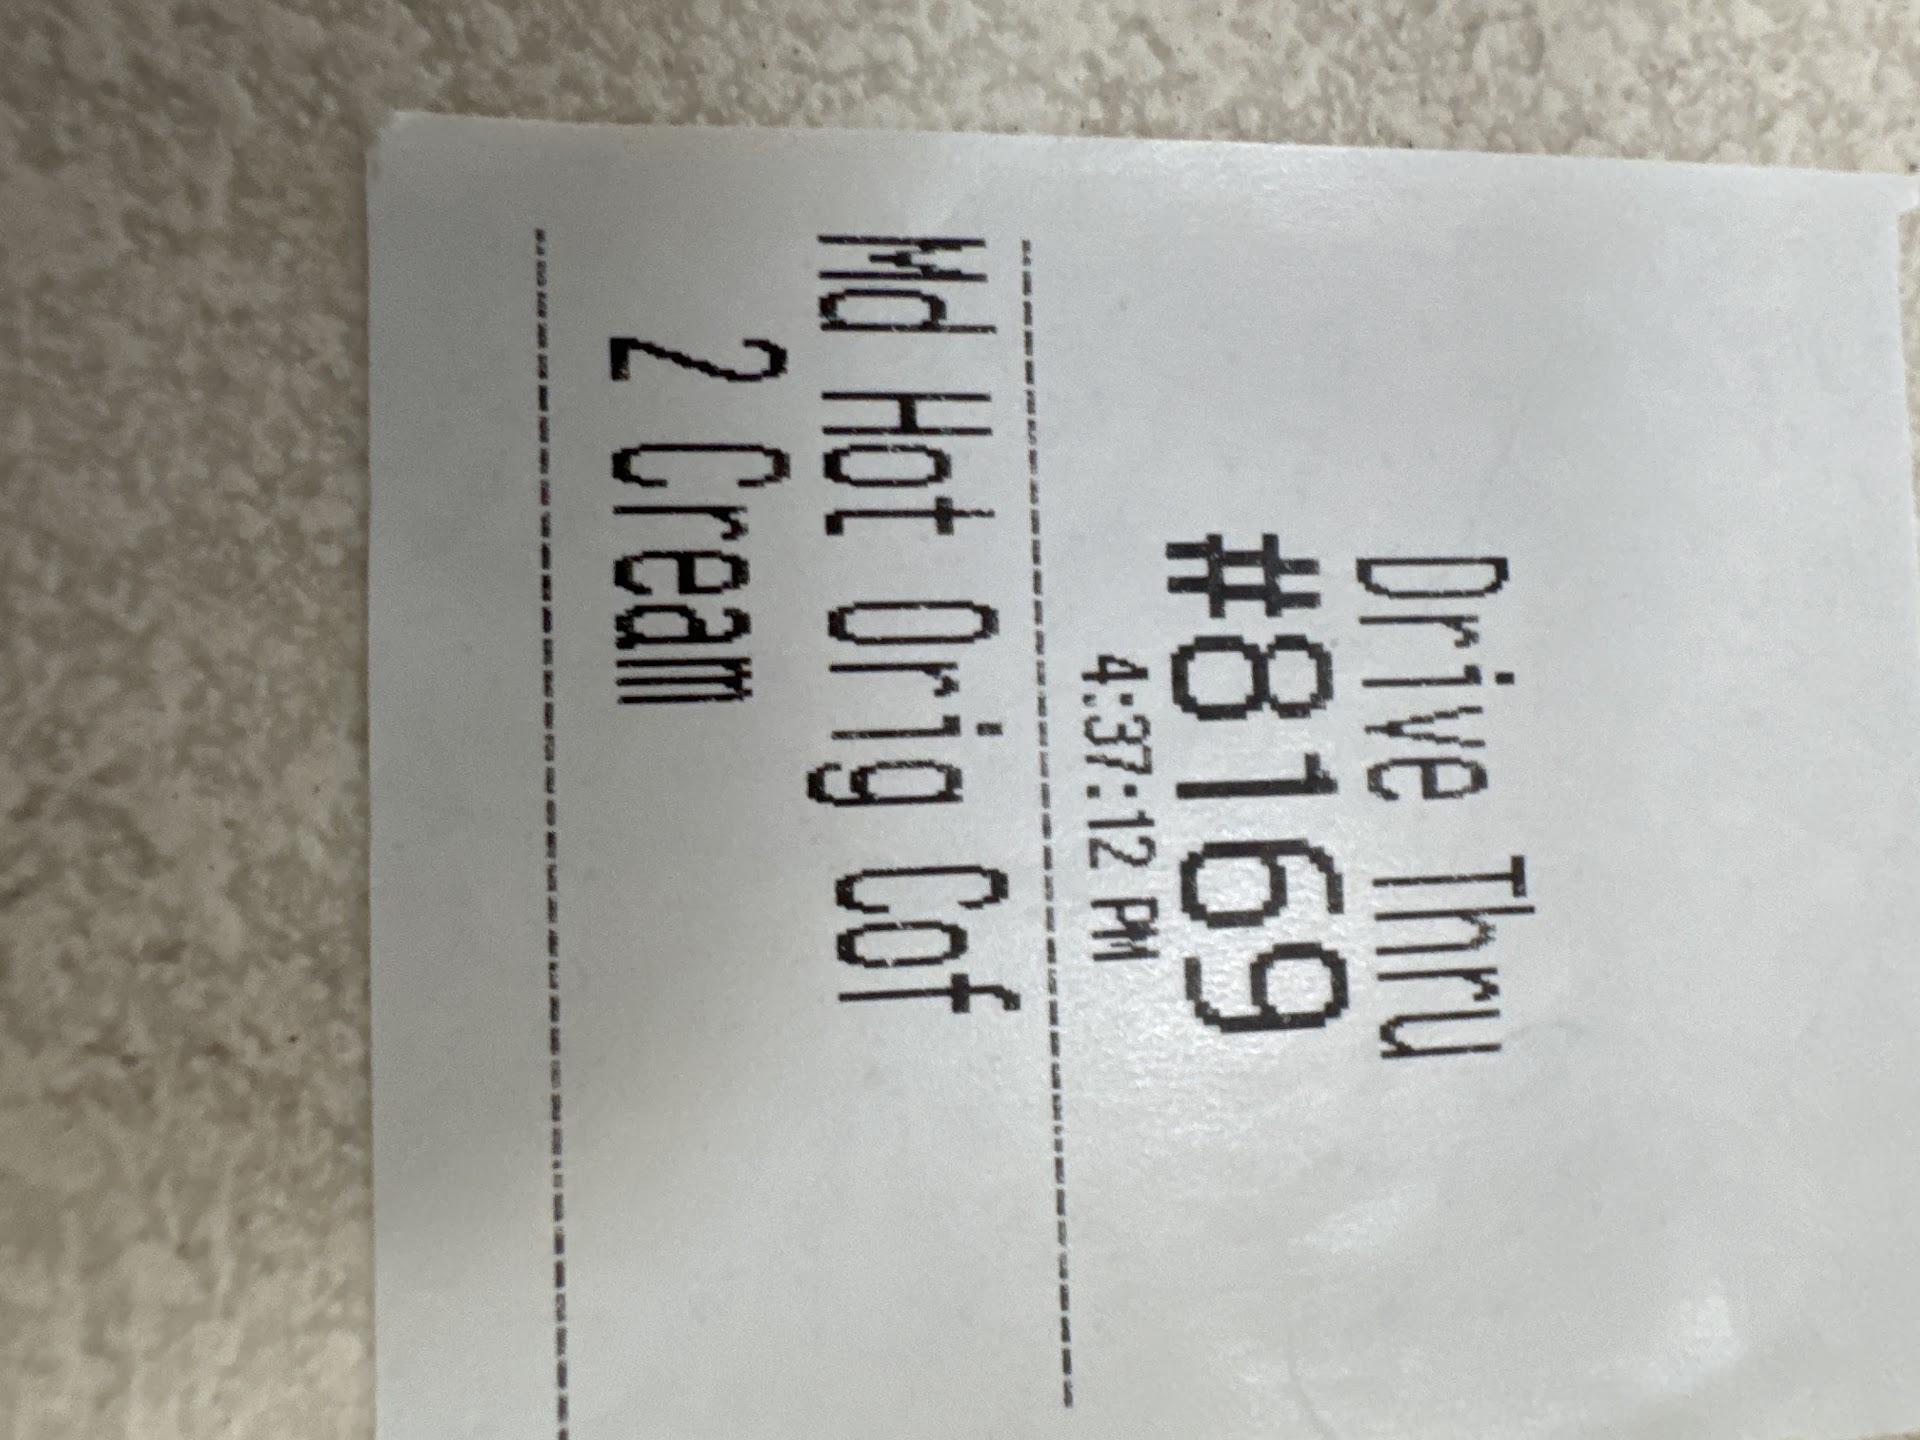 Drive Thru
#8169
4:37:12 PM
Md Hot Orig Cof
2 Cream